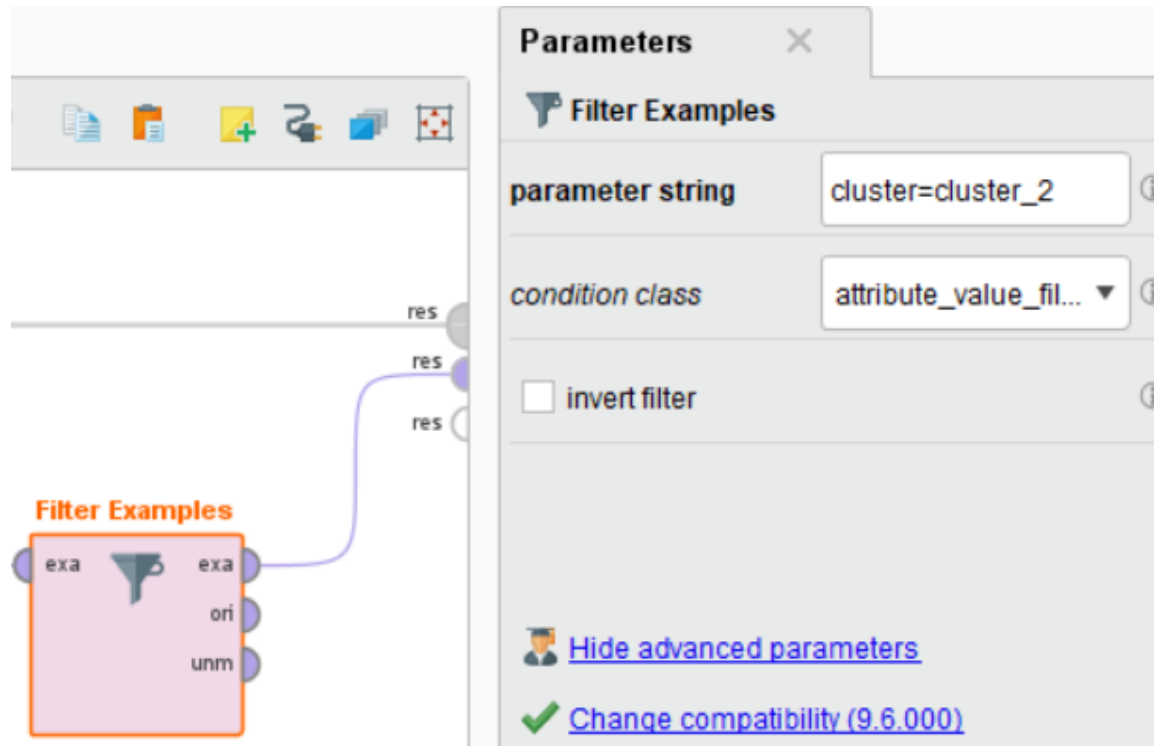 Parameters
Filter Examples
parameter string
cluster=cluster_2
condition class
attribute_value_fil...
invert filter
Hide advanced parameters
Change compatibility (9.6.000)
res
res
res
Filter Examples
exa
exa
ori
unm